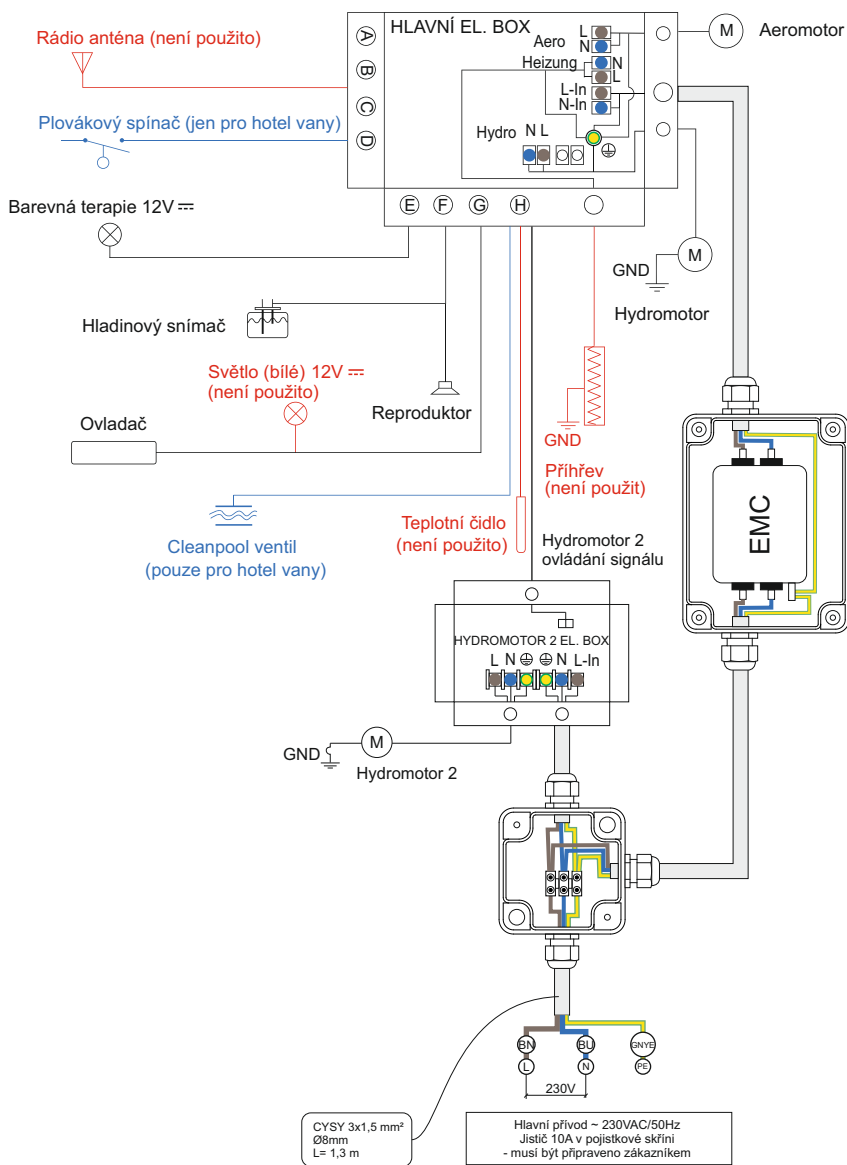 HLAVNÍ EL. BOX
A
B
C
D
L
Aero
N
Heizung
N
L
L-In
N-In
Hydro
N L
M
Aeromotor
Rádio anténa (není použito)
Plovákový spínač (jen pro hotel vany)
E
F
G
H
Barevná terapie 12V
GND
M
Hydromotor
Hladinový snímač
Světlo (bílé) 12V
(není použito)
Reproduktor
Ovladač
GND
Příhřev
(není použit)
EMC
Teplotní čidlo
(není použito)
Cleanpool ventil
(pouze pro hotel vany)
Hydromotor 2
ovládání signálu
HYDROMOTOR 2 EL. BOX
L N
N L-In
GND
M
Hydromotor 2
BN
BU
GNYE
L
N
PE
230V
CYSY 3x1,5 mm²
Ø8mm
L= 1,3 m
Hlavní přívod ~ 230VAC/50Hz
Jistič 10A v pojistkové skříni
- musí být připraveno zákazníkem